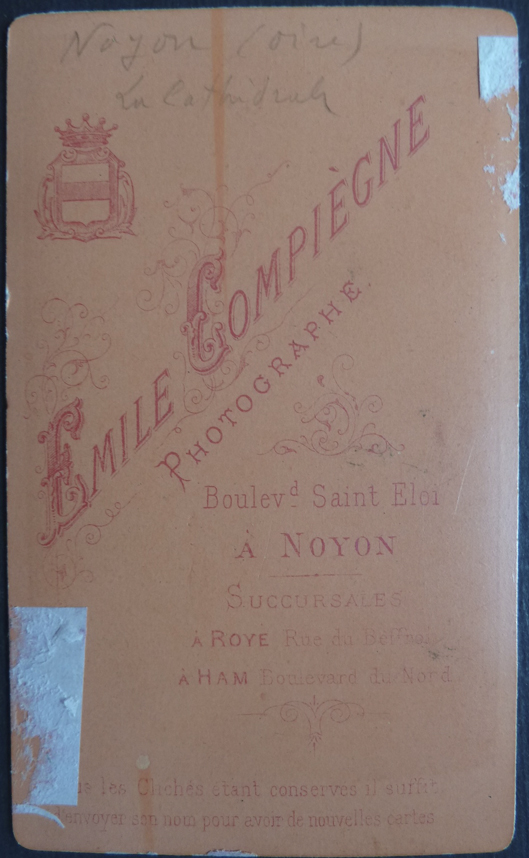 Noyon (Oise)
La Cathédrale
EMILE COMPIÈGNE
PHOTOGRAPHE.
Boulevd Saint Eloi
À NOYON
SUCCURSALES
À ROYE Rue du Beffroi
À HAM Boulevard du Nord
les Clichés étant conservés il suffit
d'envoyer son nom pour avoir de nouvelles cartes